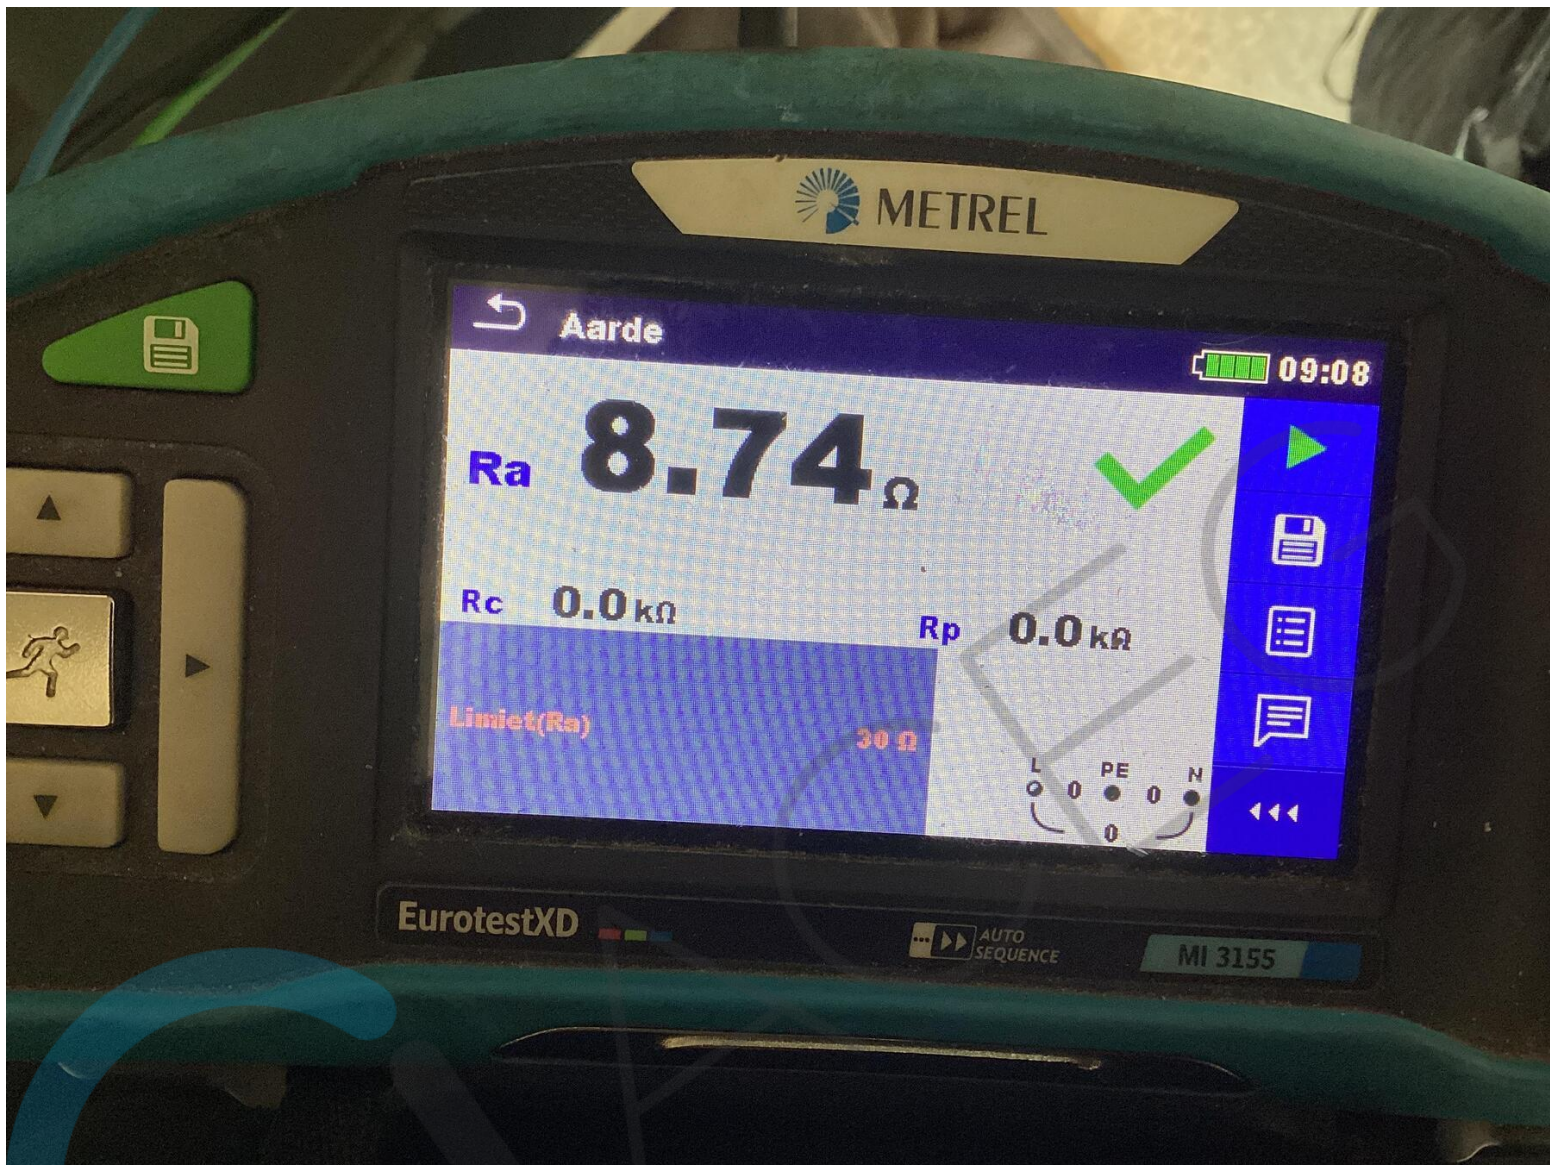 METREL
Aarde
09:08
Ra 8.74 Ω
Rc 0.0 kΩ
Rp 0.0 kΩ
Limiet(Ra) 30 Ω
L PE N
0 0
0
EurotestXD
AUTO
SEQUENCE
MI 3155